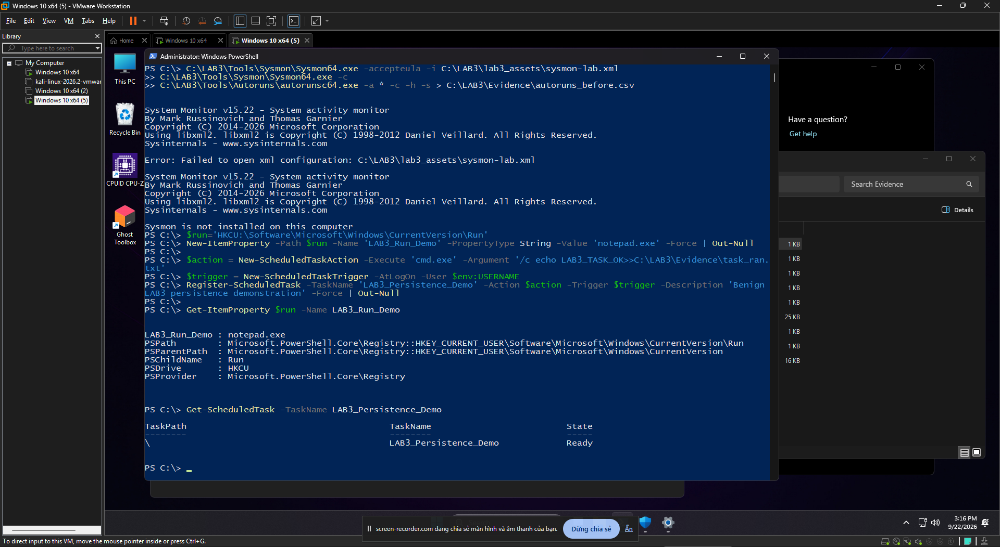 Windows 10 x64 (5) - VMware Workstation
File Edit View VM Tabs Help
Library
Type here to search
My Computer
Windows 10 x64
kali-linux-2026.2-vmwar
Windows 10 x64 (2)
Windows 10 x64 (5)
Home
Windows 10 x64
Windows 10 x64 (5)
This PC
Recycle Bin
CPUID CPU-Z
Ghost
Toolbox
Administrator: Windows PowerShell
PS C:\> C:\LAB3\Tools\Sysmon\Sysmon64.exe -accepteula -i C:\LAB3\lab3_assets\sysmon-lab.xml
>> C:\LAB3\Tools\Sysmon\Sysmon64.exe -c
>> C:\LAB3\Tools\Autoruns\autorunsc64.exe -a * -c -h -s > C:\LAB3\Evidence\autoruns_before.csv
System Monitor v15.22 - System activity monitor
By Mark Russinovich and Thomas Garnier
Copyright (C) 2014-2026 Microsoft Corporation
Using libxml2. libxml2 is Copyright (C) 1998-2012 Daniel Veillard. All Rights Reserved.
Sysinternals - www.sysinternals.com
Error: Failed to open xml configuration: C:\LAB3\lab3_assets\sysmon-lab.xml
System Monitor v15.22 - System activity monitor
By Mark Russinovich and Thomas Garnier
Copyright (C) 2014-2026 Microsoft Corporation
Using libxml2. libxml2 is Copyright (C) 1998-2012 Daniel Veillard. All Rights Reserved.
Sysinternals - www.sysinternals.com
Sysmon is not installed on this computer
PS C:\> $run='HKCU:\Software\Microsoft\Windows\CurrentVersion\Run'
PS C:\> New-ItemProperty -Path $run -Name 'LAB3_Run_Demo' -PropertyType String -Value 'notepad.exe' -Force | Out-Null
PS C:\>
PS C:\> $action = New-ScheduledTaskAction -Execute 'cmd.exe' -Argument '/c echo LAB3_TASK_OK>>C:\LAB3\Evidence\task_ran.
txt'
PS C:\> $trigger = New-ScheduledTaskTrigger -AtLogOn -User $env:USERNAME
PS C:\> Register-ScheduledTask -TaskName 'LAB3_Persistence_Demo' -Action $action -Trigger $trigger -Description 'Benign
LAB3 persistence demonstration' -Force | Out-Null
PS C:\>
PS C:\> Get-ItemProperty $run -Name LAB3_Run_Demo
LAB3_Run_Demo : notepad.exe
PSPath : Microsoft.PowerShell.Core\Registry::HKEY_CURRENT_USER\Software\Microsoft\Windows\CurrentVersion\Run
PSParentPath : Microsoft.PowerShell.Core\Registry::HKEY_CURRENT_USER\Software\Microsoft\Windows\CurrentVersion
PSChildName : Run
PSDrive : HKCU
PSProvider : Microsoft.PowerShell.Core\Registry
PS C:\> Get-ScheduledTask -TaskName LAB3_Persistence_Demo
TaskPath TaskName State
-------- -------- -----
\ LAB3_Persistence_Demo Ready
PS C:\>
Have a question?
Get help
Search Evidence
Details
1 KB
1 KB
1 KB
1 KB
1 KB
25 KB
1 KB
1 KB
16 KB
screen-recorder.com đang chia sẻ màn hình và âm thanh của bạn.
Dừng chia sẻ
Ẩn
3:16 PM
9/22/2026
To direct input to this VM, move the mouse pointer inside or press Ctrl+G.